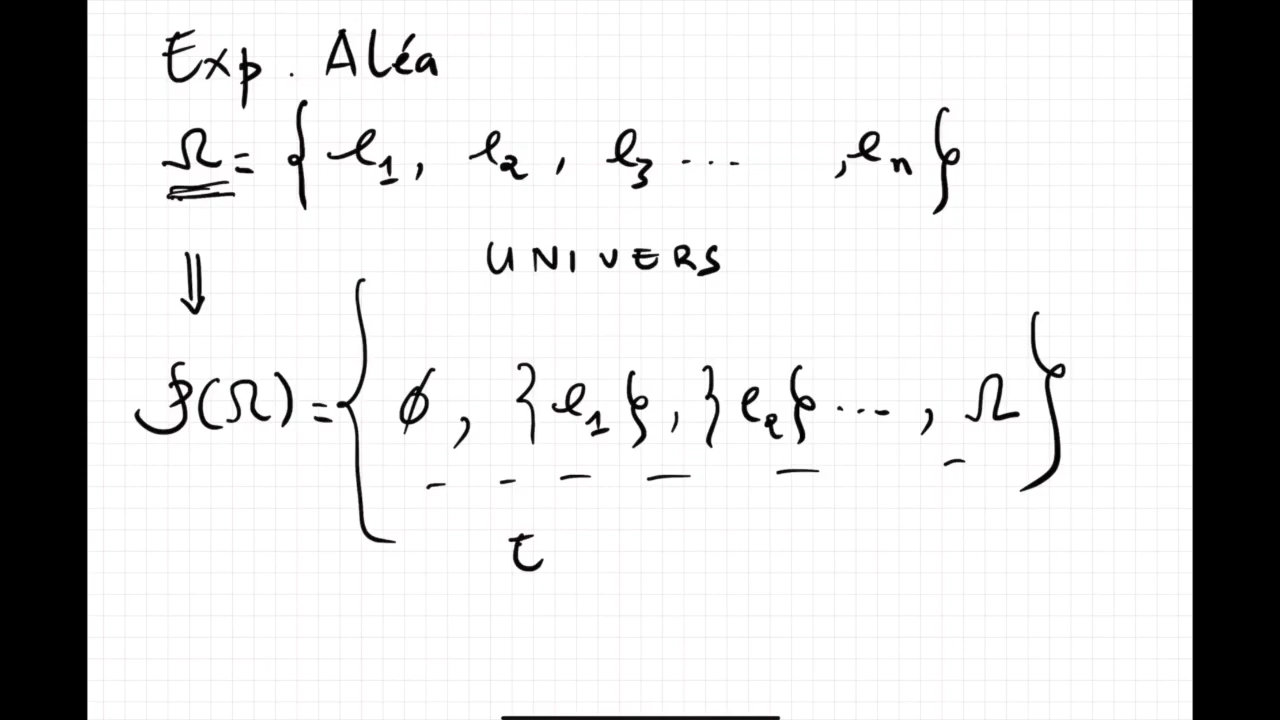 Exp. Aléa
Ω = { e₁, e₂, e₃ ... , eₙ }
UNIVERS
⇓
𝒫(Ω) = { ∅, {e₁}, {e₂} ... , Ω }